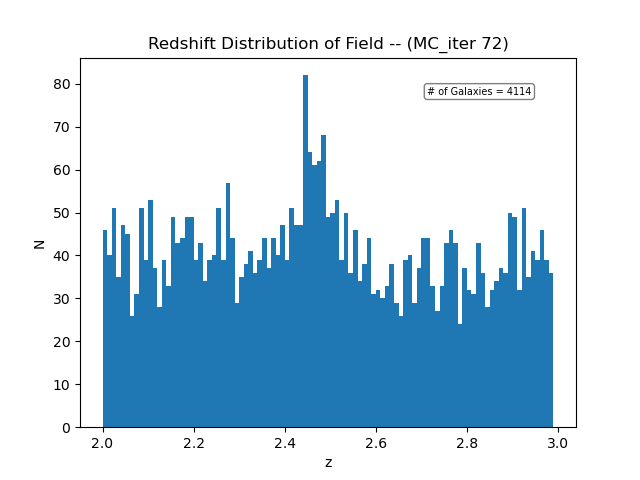 Redshift Distribution of Field -- (MC_iter 72)
# of Galaxies = 4114
80
70
60
50
40
30
20
10
0
N
2.0 2.2 2.4 2.6 2.8 3.0
z